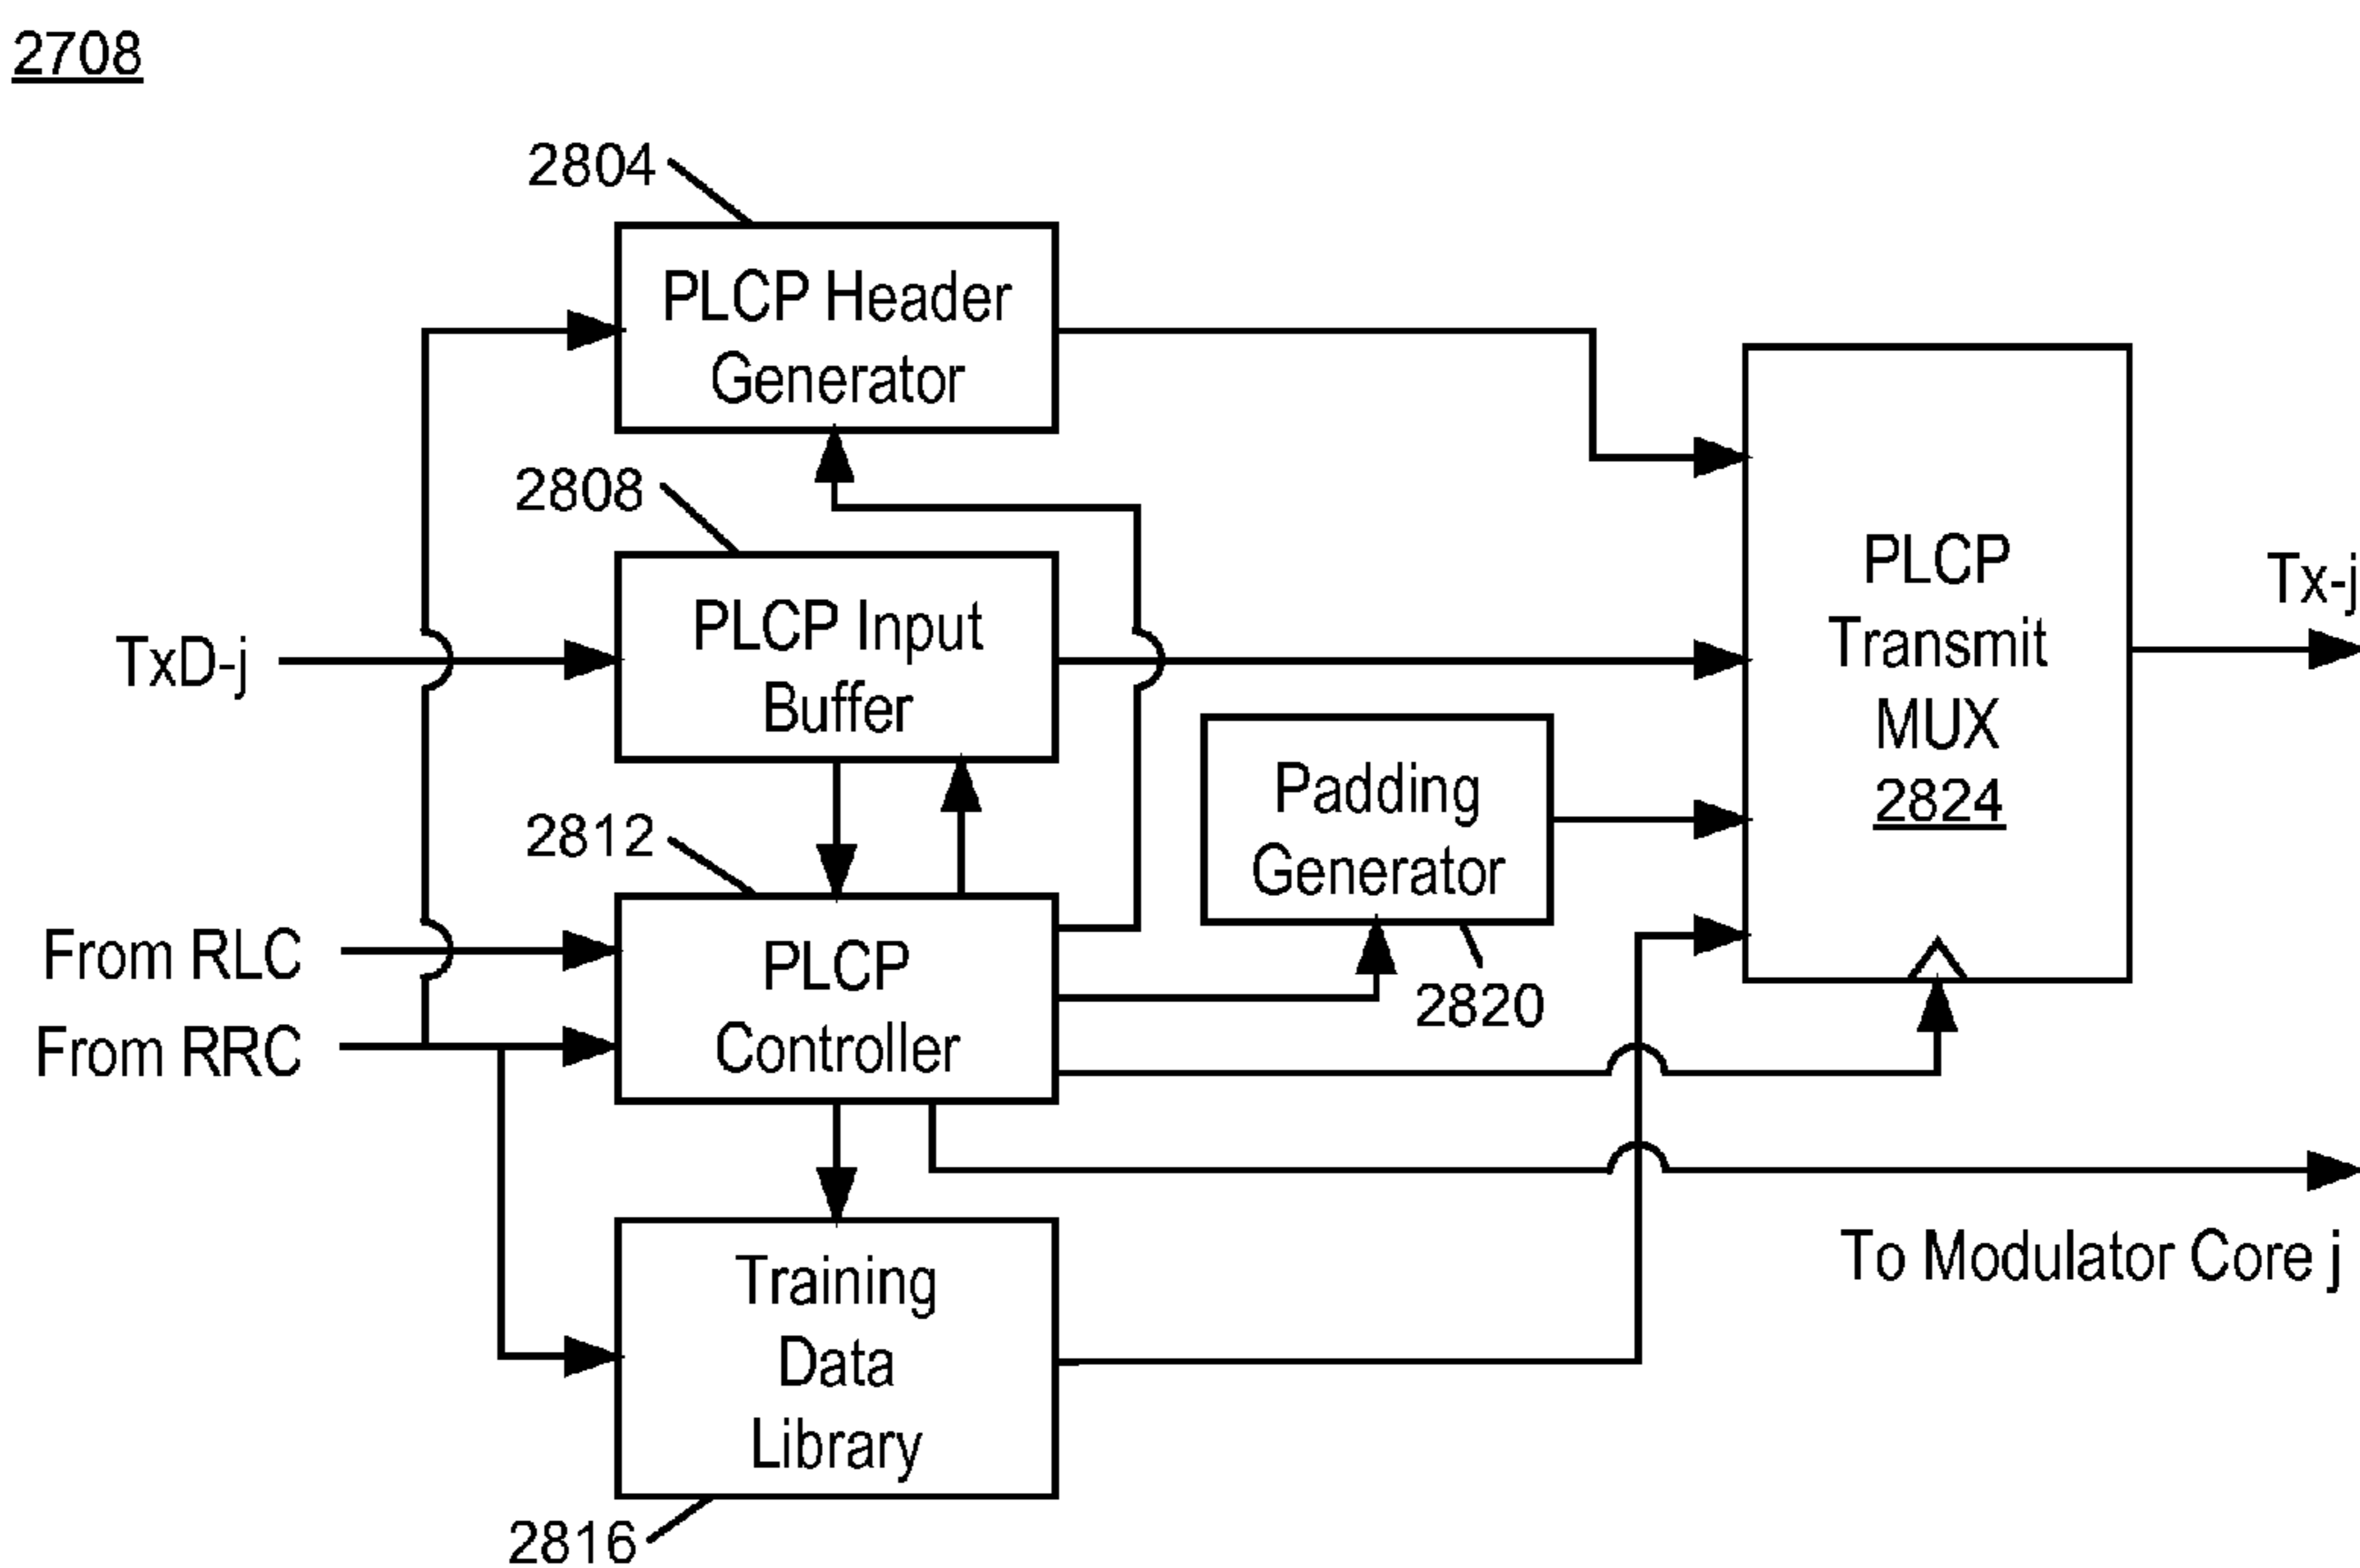 2708
2804
PLCP Header
Generator
2808
TxD-j
PLCP Input
Buffer
PLCP
Transmit
MUX
2824
Tx-j
Padding
Generator
2820
2812
From RLC
From RRC
PLCP
Controller
To Modulator Core j
Training
Data
Library
2816